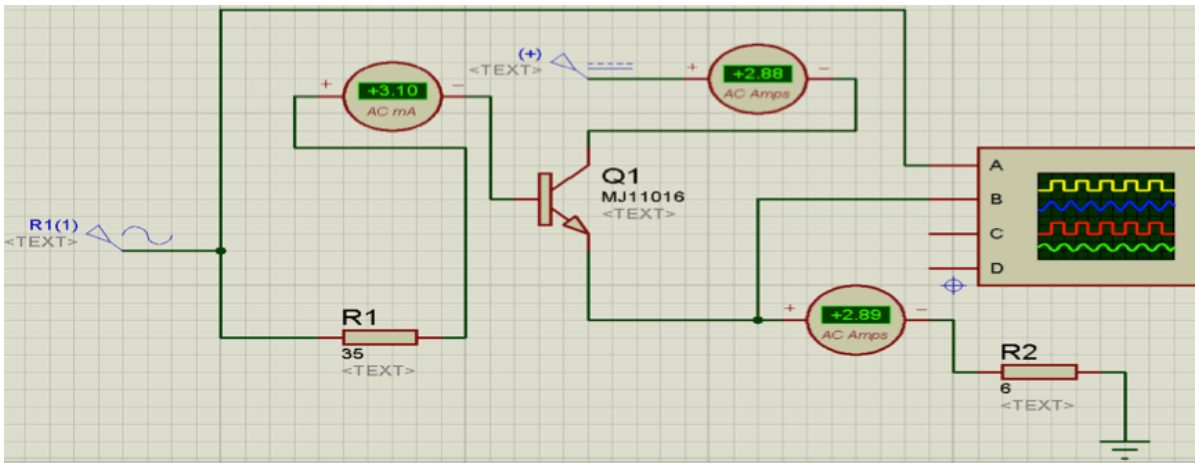 (+)
<TEXT>
+
+2.88
−
AC Amps
+
+3.10
−
AC mA
A
Q1
MJ11016
<TEXT>
B
R1(1)
<TEXT>
C
D
+
+2.89
−
AC Amps
R1
35
<TEXT>
R2
6
<TEXT>